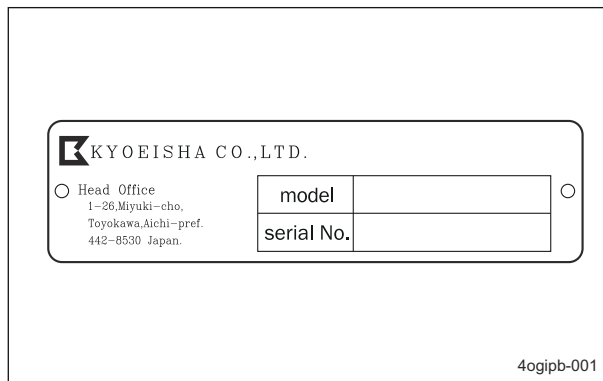 KYOEISHA CO.,LTD.
Head Office
1-26,Miyuki-cho,
Toyokawa,Aichi-pref.
442-8530 Japan.
model
serial No.
4ogipb-001